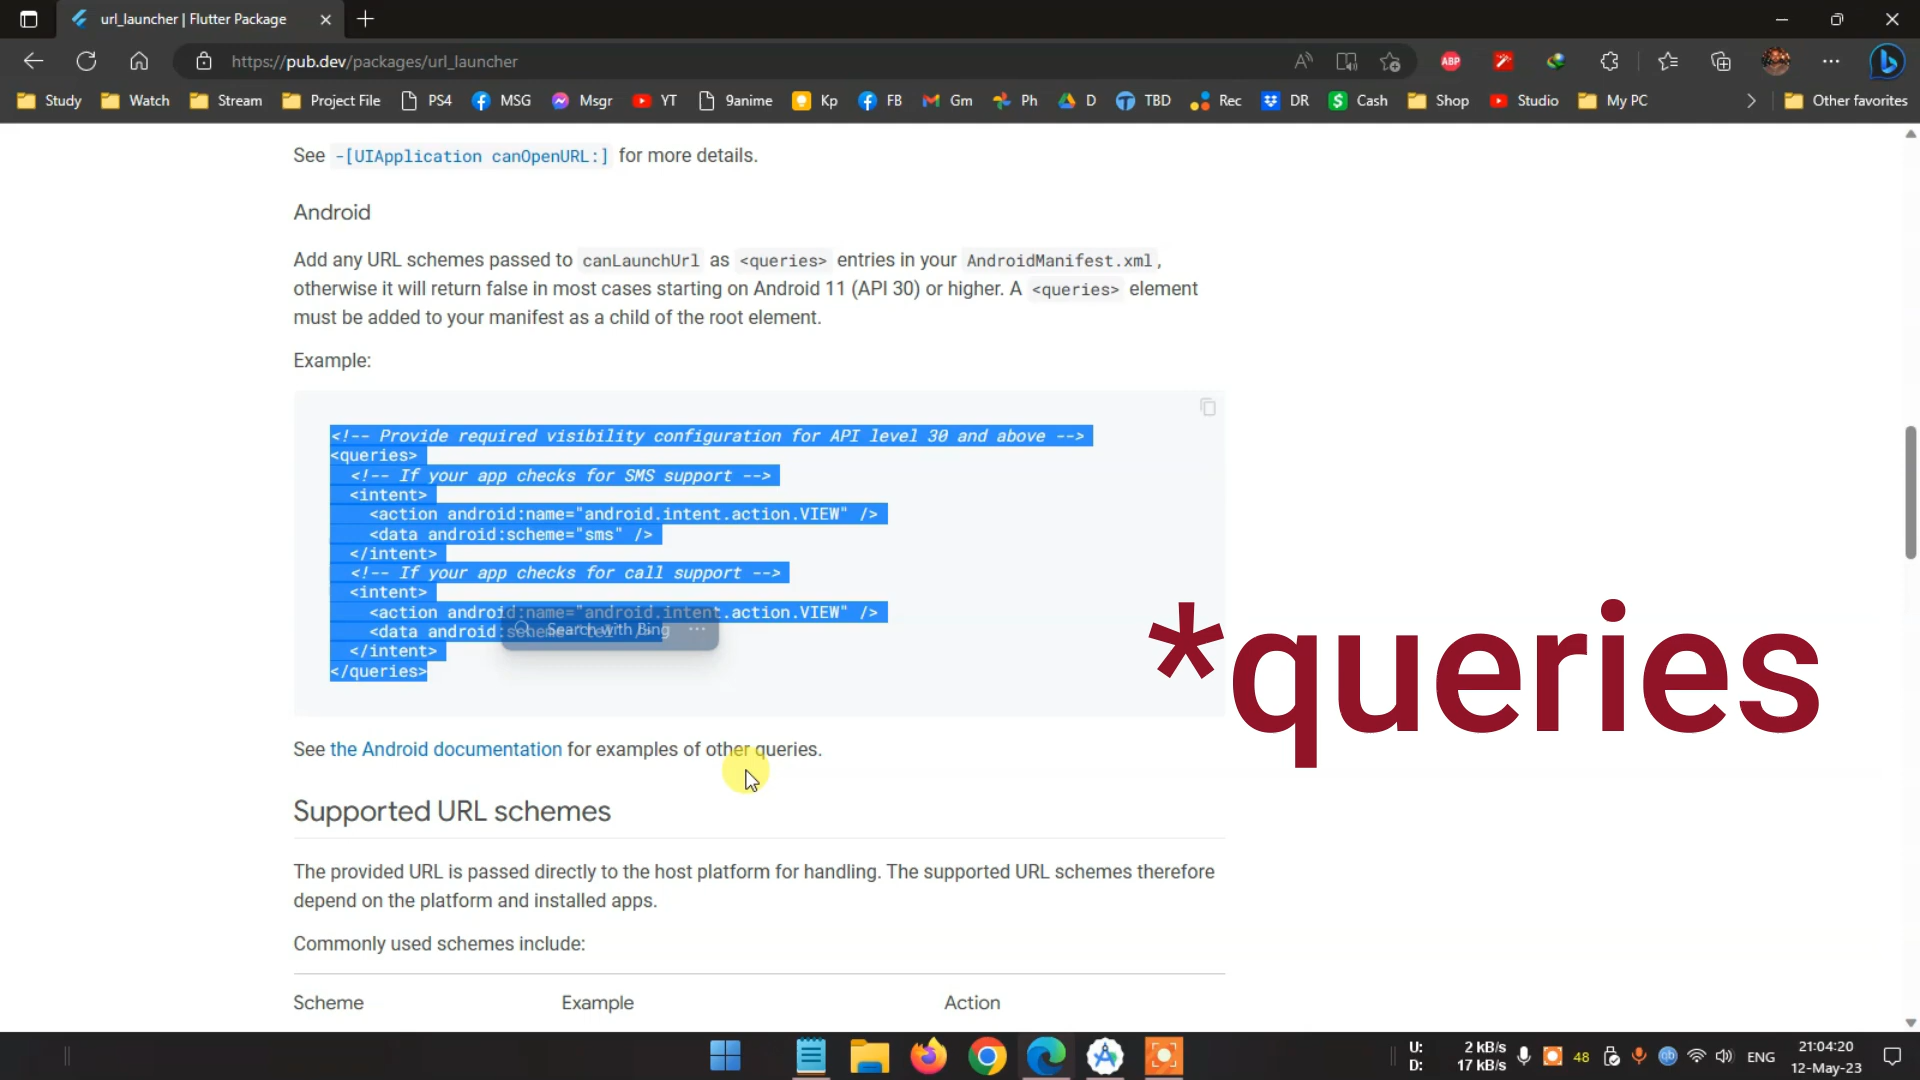 url_launcher | Flutter Package
https://pub.dev/packages/url_launcher
ABP
Study Watch Stream Project File PS4 MSG Msgr YT 9anime Kp FB Gm Ph D TBD Rec DR Cash Shop Studio My PC Other favorites
See -[UIApplication canOpenURL:] for more details.
Android
Add any URL schemes passed to canLaunchUrl as <queries> entries in your AndroidManifest.xml,
otherwise it will return false in most cases starting on Android 11 (API 30) or higher. A <queries> element
must be added to your manifest as a child of the root element.
Example:
<!-- Provide required visibility configuration for API level 30 and above -->
<queries>
<!-- If your app checks for SMS support -->
<intent>
<action android:name="android.intent.action.VIEW" />
<data android:scheme="sms" />
</intent>
<!-- If your app checks for call support -->
<intent>
<action android:name="android.intent.action.VIEW" />
<data android:scheme="tel" />
Search with Bing
</intent>
</queries>
*queries
See the Android documentation for examples of other queries.
Supported URL schemes
The provided URL is passed directly to the host platform for handling. The supported URL schemes therefore
depend on the platform and installed apps.
Commonly used schemes include:
Scheme Example Action
U: 2 kB/s
D: 17 kB/s
48
ENG
21:04:20
12-May-23